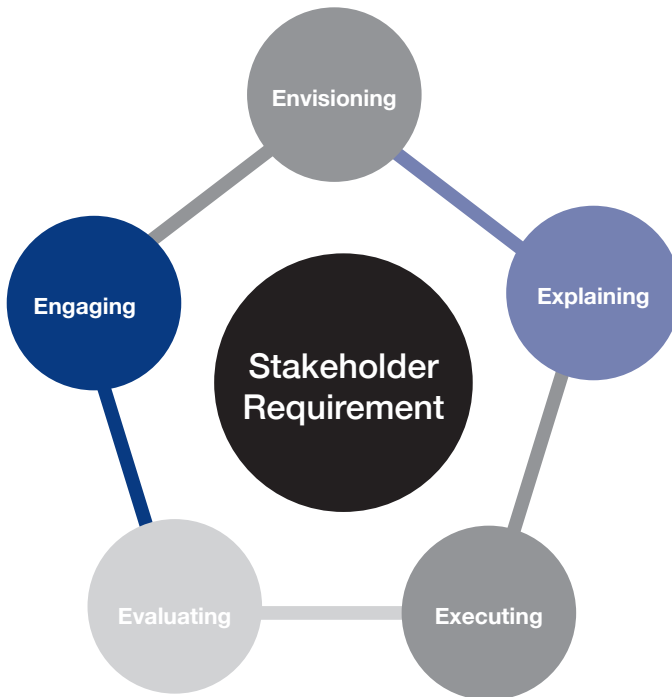 Envisioning
Explaining
Engaging
Stakeholder
Requirement
Evaluating
Executing